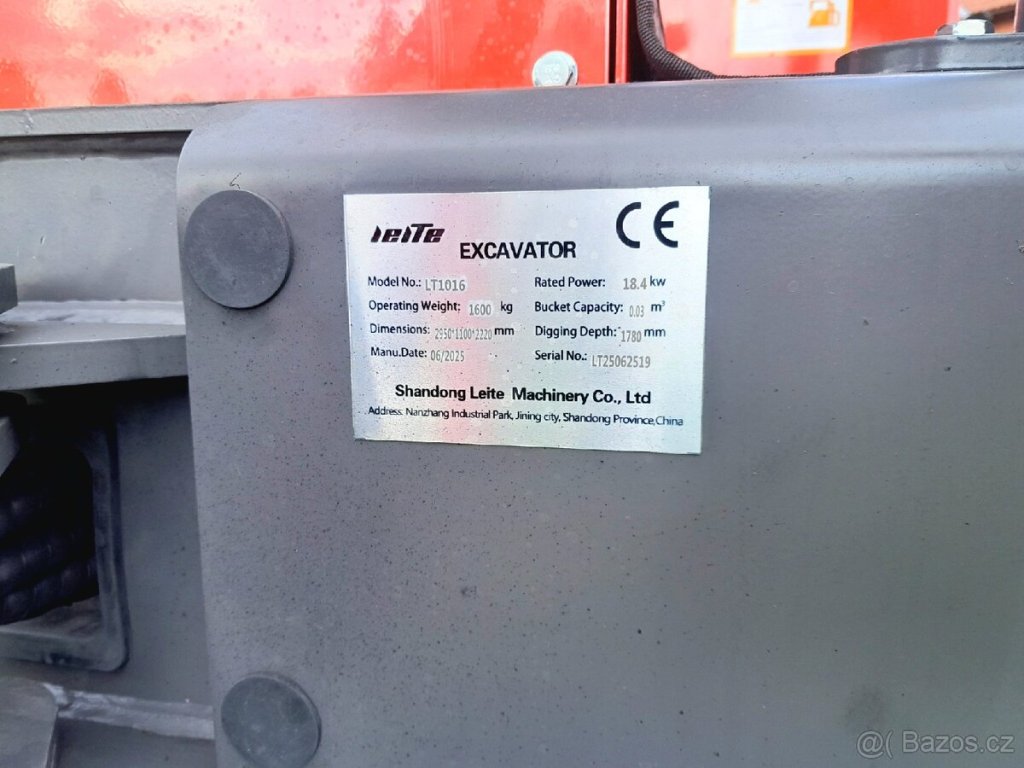 leiTe
CE
EXCAVATOR
Model No.: LT1016
Rated Power: 18.4 kw
Operating Weight: 1600 kg
Bucket Capacity: 0.03 m³
Dimensions: 2950*1100*2220 mm
Digging Depth: 1780 mm
Manu.Date: 06/2025
Serial No.: LT25062519
Shandong Leite Machinery Co., Ltd
Address: Nanzhang Industrial Park, Jining city, Shandong Province,China
@( Bazos.cz